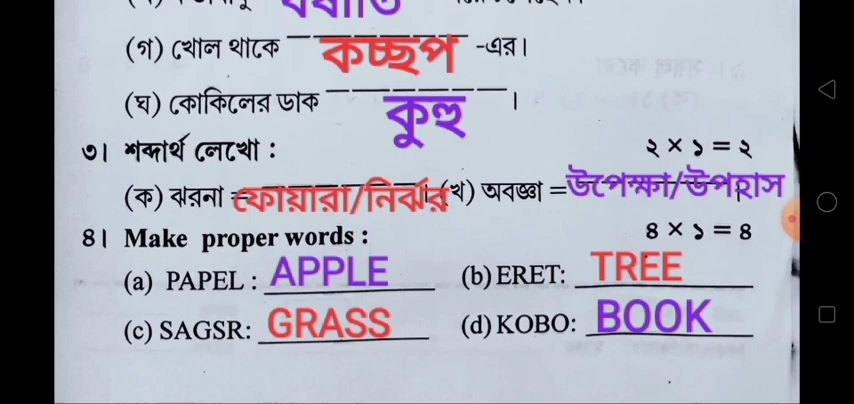 বর্ষাতি
(গ) খোল থাকে কচ্ছপ -এর।
(ঘ) কোকিলের ডাক কুহু ।
৩। শব্দার্থ লেখো : ২ × ১ = ২
(ক) ঝরনা = ফোয়ারা/নির্ঝর । (খ) অবজ্ঞা = উপেক্ষা/উপহাস ।
৪। Make proper words : ৪ × ১ = ৪
(a) PAPEL : APPLE (b) ERET: TREE
(c) SAGSR: GRASS (d) KOBO: BOOK